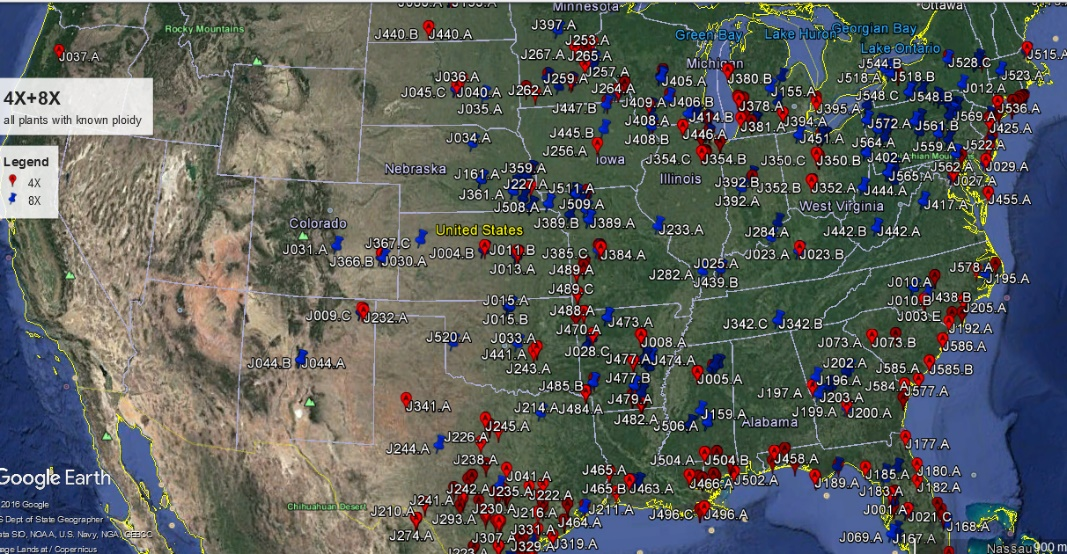 Minnesota
Ottawa
J440.B J440.A
J397.A
Rocky Mountains
Green Bay
Lake Huron
Georgian Bay
J253.A
J037.A
J267.A J265.A
Lake Ontario
J515.A
Michigan
J544.B
J528.C
J036.A
J259.A
J257.A
J405.A
J380.B
J518.A
J518.B
J523.A
J045.C J040.A
J262.A
J264.A
J155.A
J012.A
4X+8X
J035.A
J447.B
J409.A J406.B
J378.A
J395.A
J548.C
J548.B
J536.A
all plants with known ploidy
J408.A
J414.B
J381.A
J394.A
J572.A
J561.B
J569.A
J425.A
J034.A
J445.B
J408.B
J446.A
J451.A
J559.A
J522.A
Legend
J256.A
Iowa
J354.C J354.B
J350.C J350.B
J402.A
4X
Nebraska
J359.A
J562.A
J029.A
8X
J161.A
J227.A
J511.A
Illinois
J392.B
J352.B
J352.A
J565.A
J027.A
J361.A
J508.A
J509.A
J392.A
J444.A
J417.A
J455.A
West Virginia
Colorado
United States
J389.B J389.A
J233.A
J284.A
J442.B J442.A
J031.A
J367.C
J004.B J011.B
J385.C J384.A
J023.A J023.B
J366.B J030.A
J013.A
J489.A
J025.A
J282.A
J439.B
J578.A
J195.A
J489.C
J010.A
J015.A
J010.B
J438.B
J009.C J232.A
J015.B
J488.A
J473.A
J342.C J342.B
J003.E
J205.A
J470.A
J192.A
J520.A
J033.A
J008.A
J073.A J073.B
J586.A
J044.B J044.A
J441.A
J028.C
J477.A
J202.A
J243.A
J477.B
J005.A
J196.A
J585.A J585.B
J485.B
J479.A
J197.A
J203.A
J584.A
J577.A
J341.A
J214.A
J484.A
J482.A
J159.A
J199.A
J200.A
J245.A
J506.A
Alabama
J244.A
J226.A
J177.A
J238.A
J504.A J504.B
J458.A
Google Earth
J041.A
J465.A
J466.A
J502.A
J189.A
J185.A
J180.A
J242.A
J235.A
J222.A
J465.B J463.A
J183.A
J182.A
2016 Google
J241.A
J230.A
J216.A
J211.A
J496.C J496.A
J001.A
J021.C
J210.A
Chihuahuan Desert
J293.A
J331.A
J464.A
J168.A
J274.A
J307.A
J329.A J319.A
J069.A
J167.A
Nassau
900 m